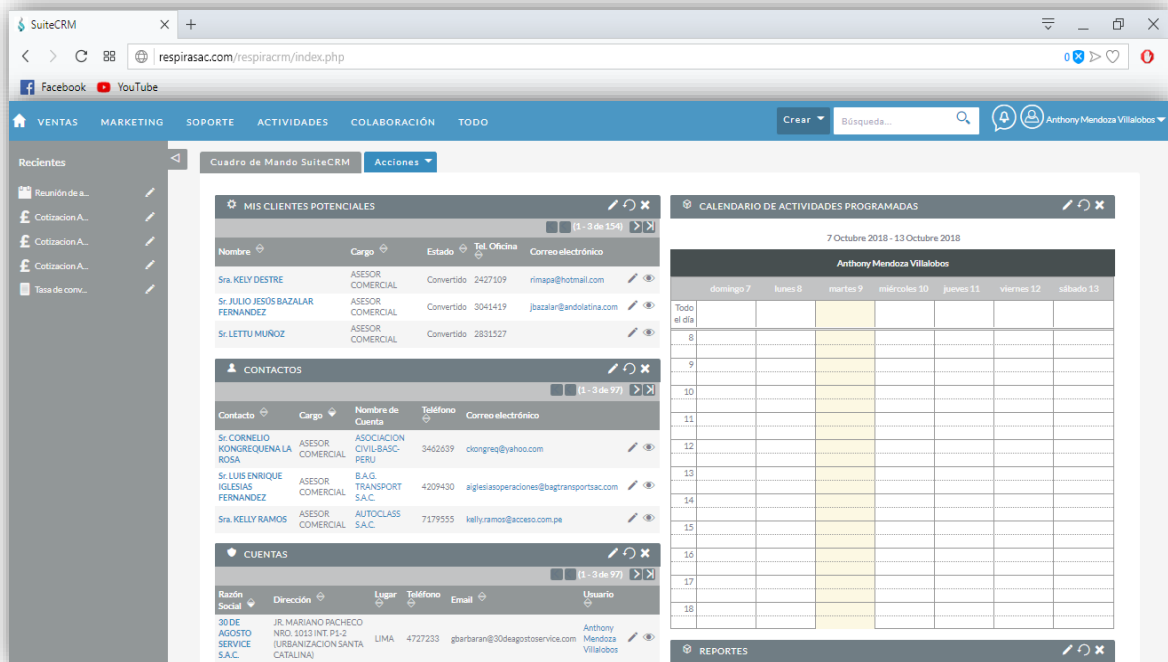 SuiteCRM
respirasac.com/respiracrm/index.php
0
Facebook YouTube
VENTAS MARKETING SOPORTE ACTIVIDADES COLABORACIÓN TODO
Crear Búsqueda... Anthony Mendoza Villalobos
Recientes
Reunión de a...
Cotizacion A...
Cotizacion A...
Cotizacion A...
Tasa de conv...
Cuadro de Mando SuiteCRM Acciones
MIS CLIENTES POTENCIALES
(1 - 3 de 154)
Nombre Cargo Estado Tel. Oficina Correo electrónico
Sra. KELY DESTRE ASESOR COMERCIAL Convertido 2427109 rimapa@hotmail.com
Sr. JULIO JESÚS BAZALAR FERNANDEZ ASESOR COMERCIAL Convertido 3041419 jbazalar@andolatina.com
Sr. LETTU MUÑOZ ASESOR COMERCIAL Convertido 2831527
CONTACTOS
(1 - 3 de 97)
Contacto Cargo Nombre de Cuenta Teléfono Correo electrónico
Sr. CORNELIO KONGREQUENA LA ROSA ASESOR COMERCIAL ASOCIACION CIVIL-BASC-PERU 3462639 ckongreq@yahoo.com
Sr. LUIS ENRIQUE IGLESIAS FERNANDEZ ASESOR COMERCIAL B.A.G. TRANSPORT S.A.C. 4209430 aiglesiasoperaciones@bagtransportsac.com
Sra. KELLY RAMOS ASESOR COMERCIAL AUTOCLASS S.A.C. 7179555 kelly.ramos@acceso.com.pe
CUENTAS
(1 - 3 de 97)
Razón Social Dirección Lugar Teléfono Email Usuario
30 DE AGOSTO SERVICE S.A.C. JR. MARIANO PACHECO NRO. 1013 INT. P1-2 (URBANIZACION SANTA CATALINA) LIMA 4727233 gbarbaran@30deagostoservice.com Anthony Mendoza Villalobos
CALENDARIO DE ACTIVIDADES PROGRAMADAS
7 Octubre 2018 - 13 Octubre 2018
Anthony Mendoza Villalobos
domingo 7 lunes 8 martes 9 miércoles 10 jueves 11 viernes 12 sábado 13
Todo el día
8
9
10
11
12
13
14
15
16
17
18
REPORTES